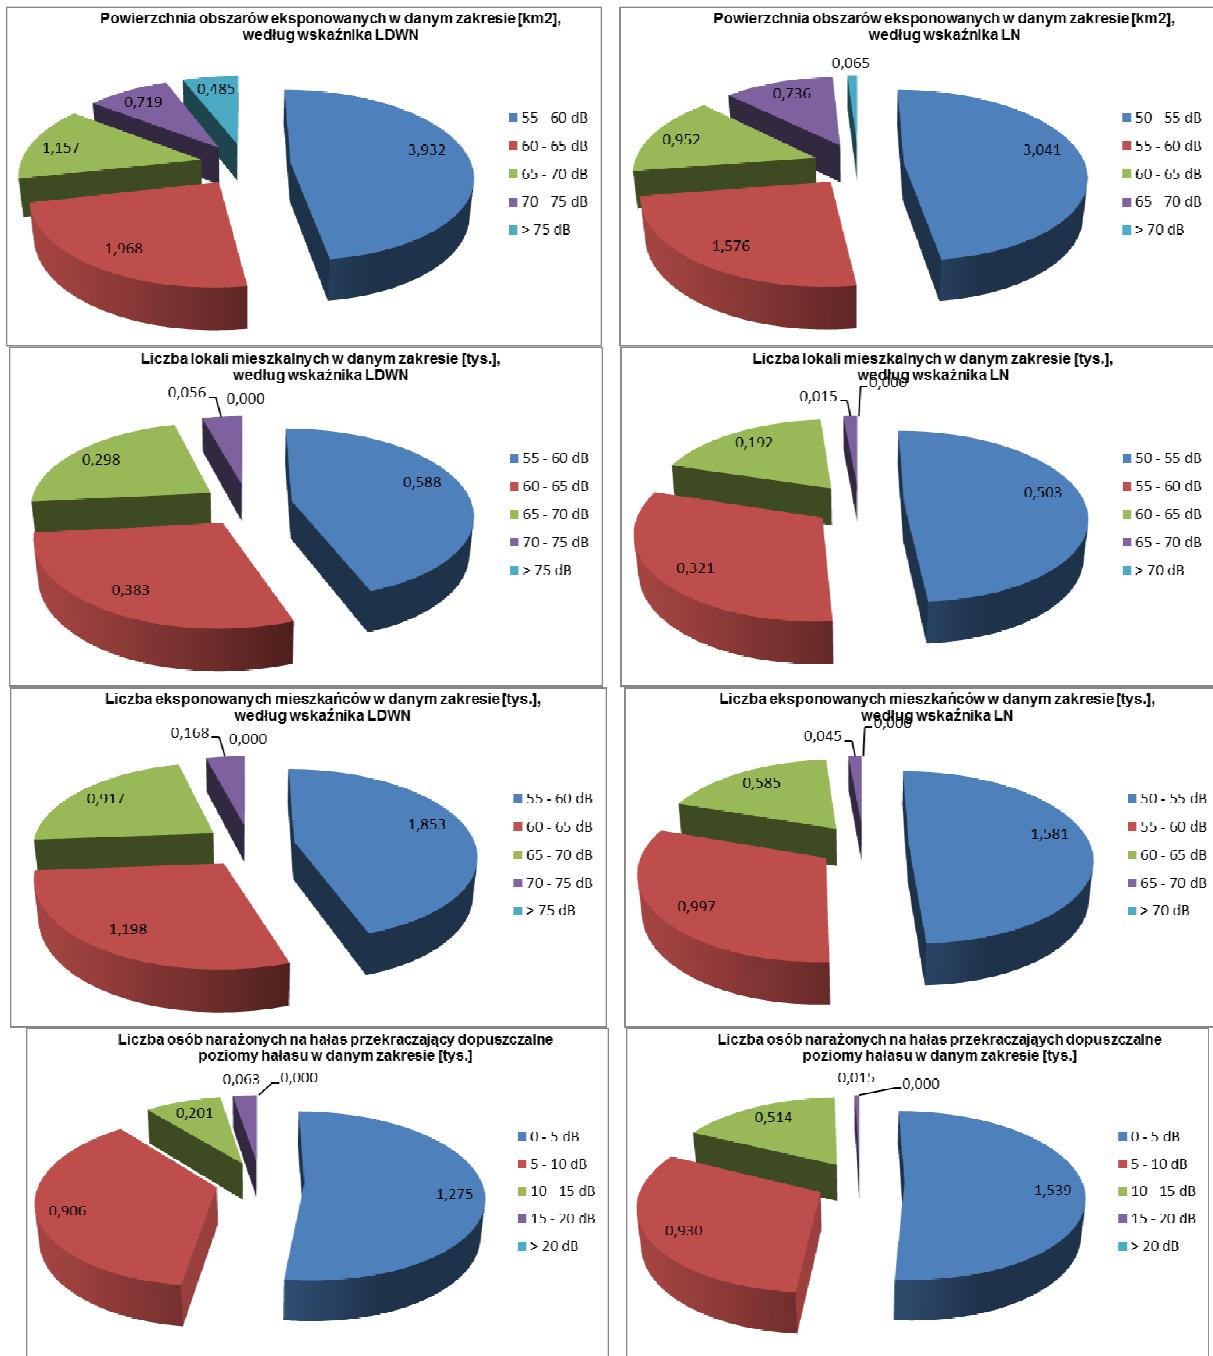 Powierzchnia obszarów eksponowanych w danym zakresie [km2],
według wskaźnika LDWN
0,485
0,719
1,157
3,932
1,968
55 - 60 dB
60 - 65 dB
65 - 70 dB
70 - 75 dB
> 75 dB
Powierzchnia obszarów eksponowanych w danym zakresie [km2],
według wskaźnika LN
0,065
0,736
0,952
3,041
1,576
50 - 55 dB
55 - 60 dB
60 - 65 dB
65 - 70 dB
> 70 dB
Liczba lokali mieszkalnych w danym zakresie [tys.],
według wskaźnika LDWN
0,056
0,000
0,298
0,588
0,383
55 - 60 dB
60 - 65 dB
65 - 70 dB
70 - 75 dB
> 75 dB
Liczba lokali mieszkalnych w danym zakresie [tys.],
według wskaźnika LN
0,000
0,015
0,192
0,503
0,321
50 - 55 dB
55 - 60 dB
60 - 65 dB
65 - 70 dB
> 70 dB
Liczba eksponowanych mieszkańców w danym zakresie [tys.],
według wskaźnika LDWN
0,168
0,000
0,917
1,853
1,198
55 - 60 dB
60 - 65 dB
65 - 70 dB
70 - 75 dB
> 75 dB
Liczba eksponowanych mieszkańców w danym zakresie [tys.],
według wskaźnika LN
0,000
0,045
0,585
1,581
0,997
50 - 55 dB
55 - 60 dB
60 - 65 dB
65 - 70 dB
> 70 dB
Liczba osób narażonych na hałas przekraczający dopuszczalne
poziomy hałasu w danym zakresie [tys.]
0,063
0,000
0,201
1,275
0,906
0 - 5 dB
5 - 10 dB
10 - 15 dB
15 - 20 dB
> 20 dB
Liczba osób narażonych na hałas przekraczająych dopuszczalne
poziomy hałasu w danym zakresie [tys.]
0,015
0,000
0,514
1,539
0,930
0 - 5 dB
5 - 10 dB
10 - 15 dB
15 - 20 dB
> 20 dB